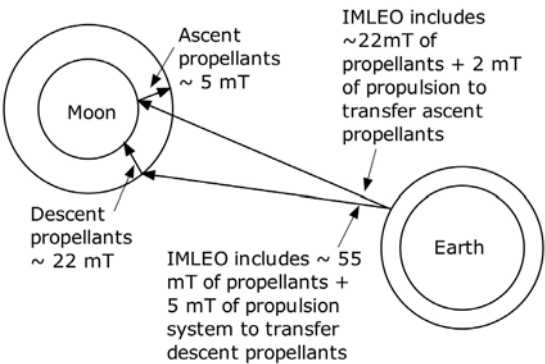 Ascent
propellants
~ 5 mT
IMLEO includes
~22mT of
propellants + 2 mT
of propulsion to
transfer ascent
propellants
Moon
Descent
propellants
~ 22 mT
IMLEO includes ~ 55
mT of propellants +
5 mT of propulsion
system to transfer
descent propellants
Earth